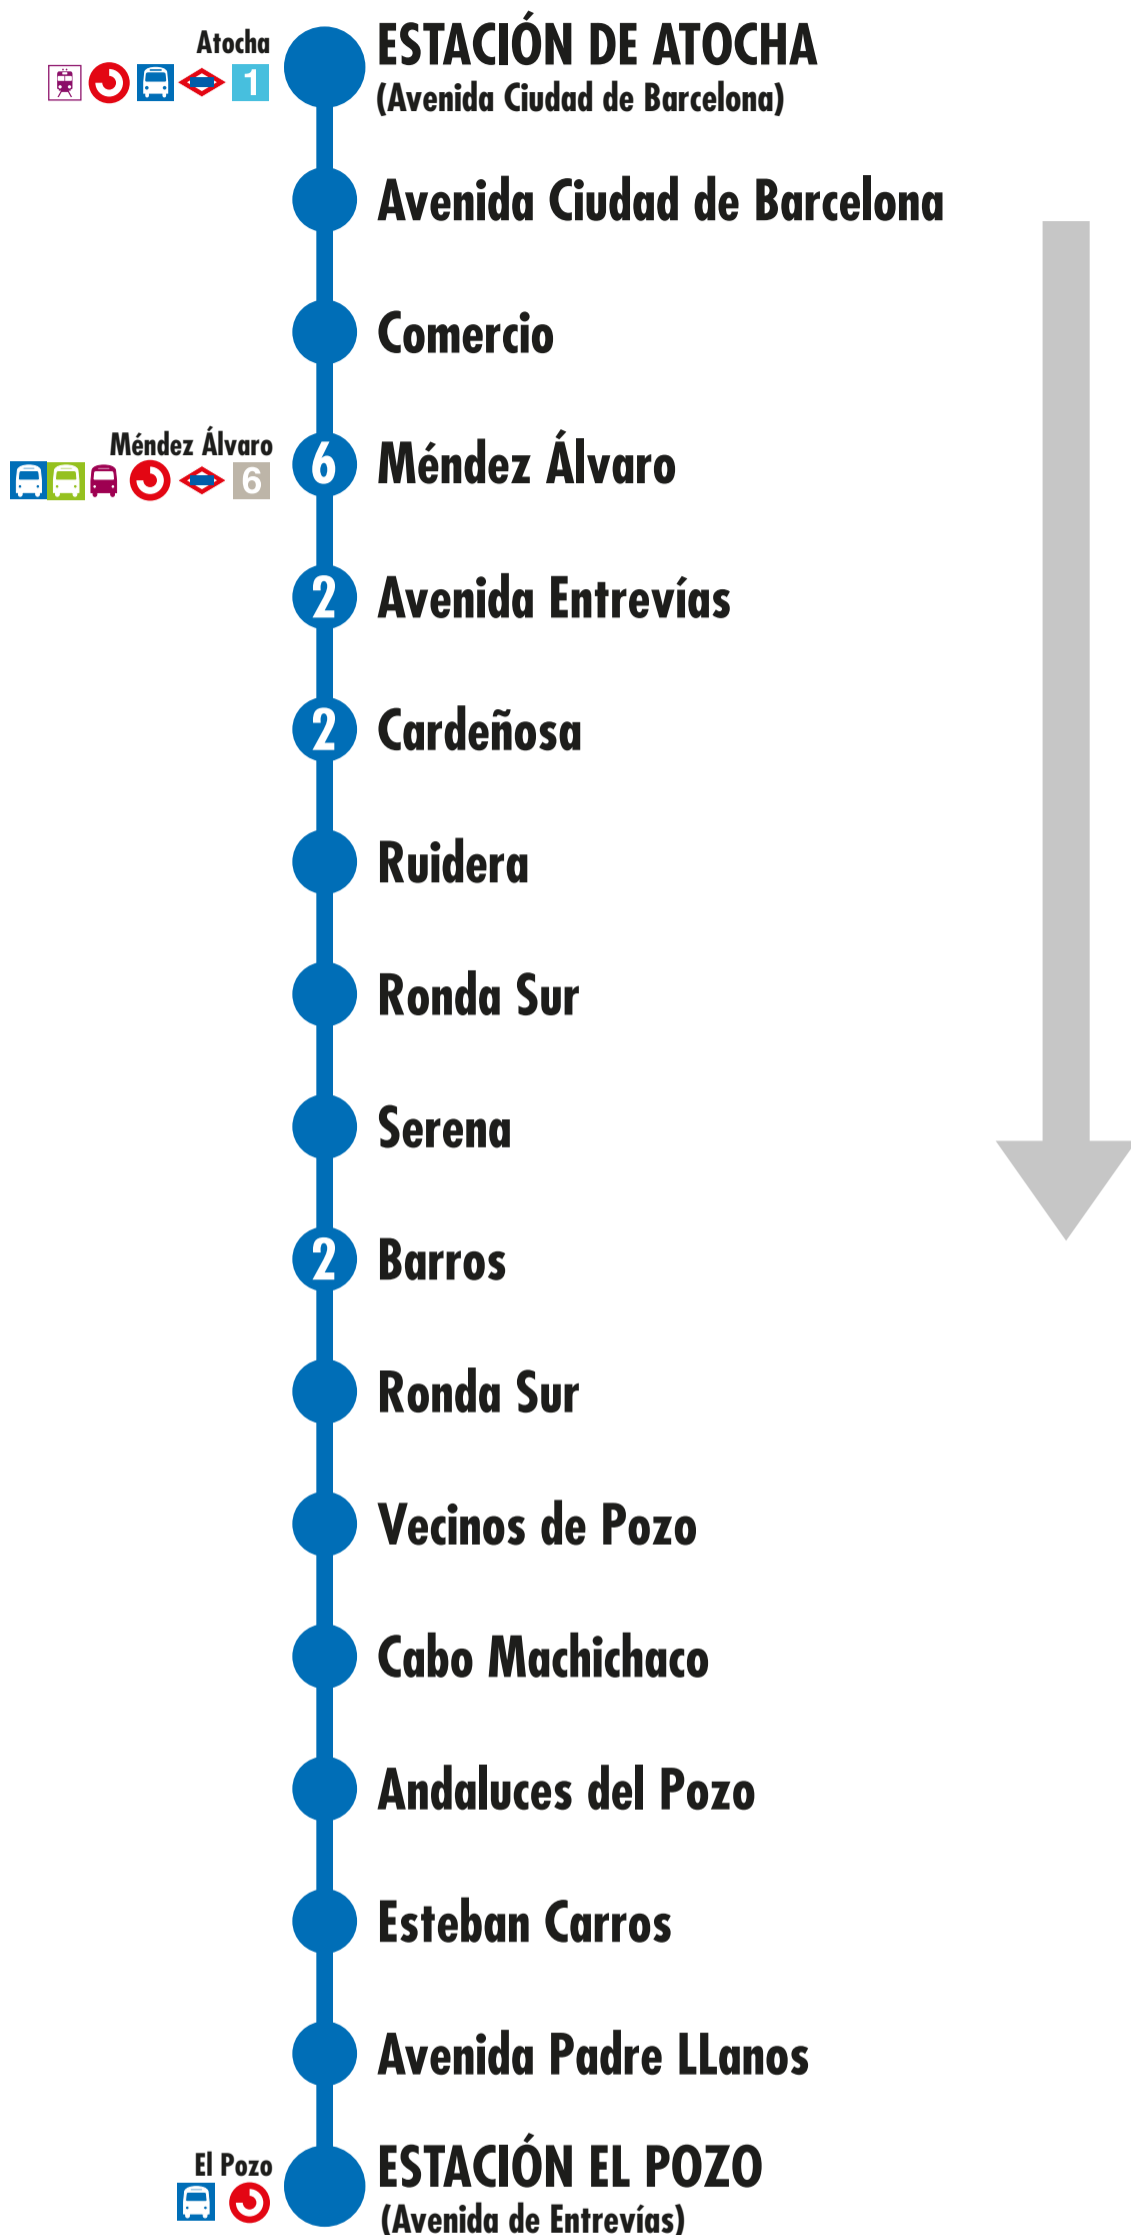 Atocha
1
ESTACIÓN DE ATOCHA
(Avenida Ciudad de Barcelona)
Avenida Ciudad de Barcelona
Comercio
Méndez Álvaro
6
6 Méndez Álvaro
2 Avenida Entrevías
2 Cardeñosa
Ruidera
Ronda Sur
Serena
2 Barros
Ronda Sur
Vecinos de Pozo
Cabo Machichaco
Andaluces del Pozo
Esteban Carros
Avenida Padre LLanos
El Pozo
ESTACIÓN EL POZO
(Avenida de Entrevías)